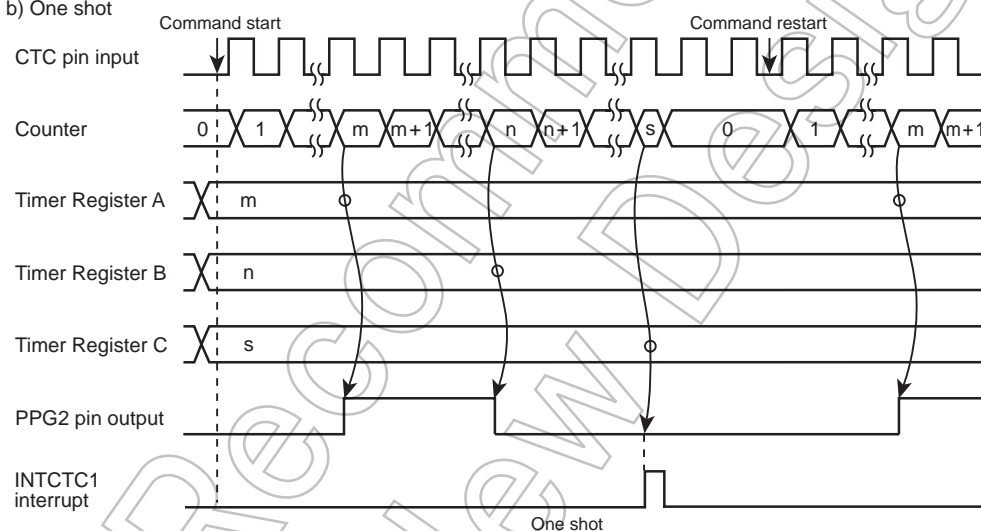 b) One shot
Command start
Command restart
CTC pin input
Counter
0 1 m m+1 n n+1 s 0 1 m m+1
Timer Register A
m
Timer Register B
n
Timer Register C
s
PPG2 pin output
INTCTC1
interrupt
One shot